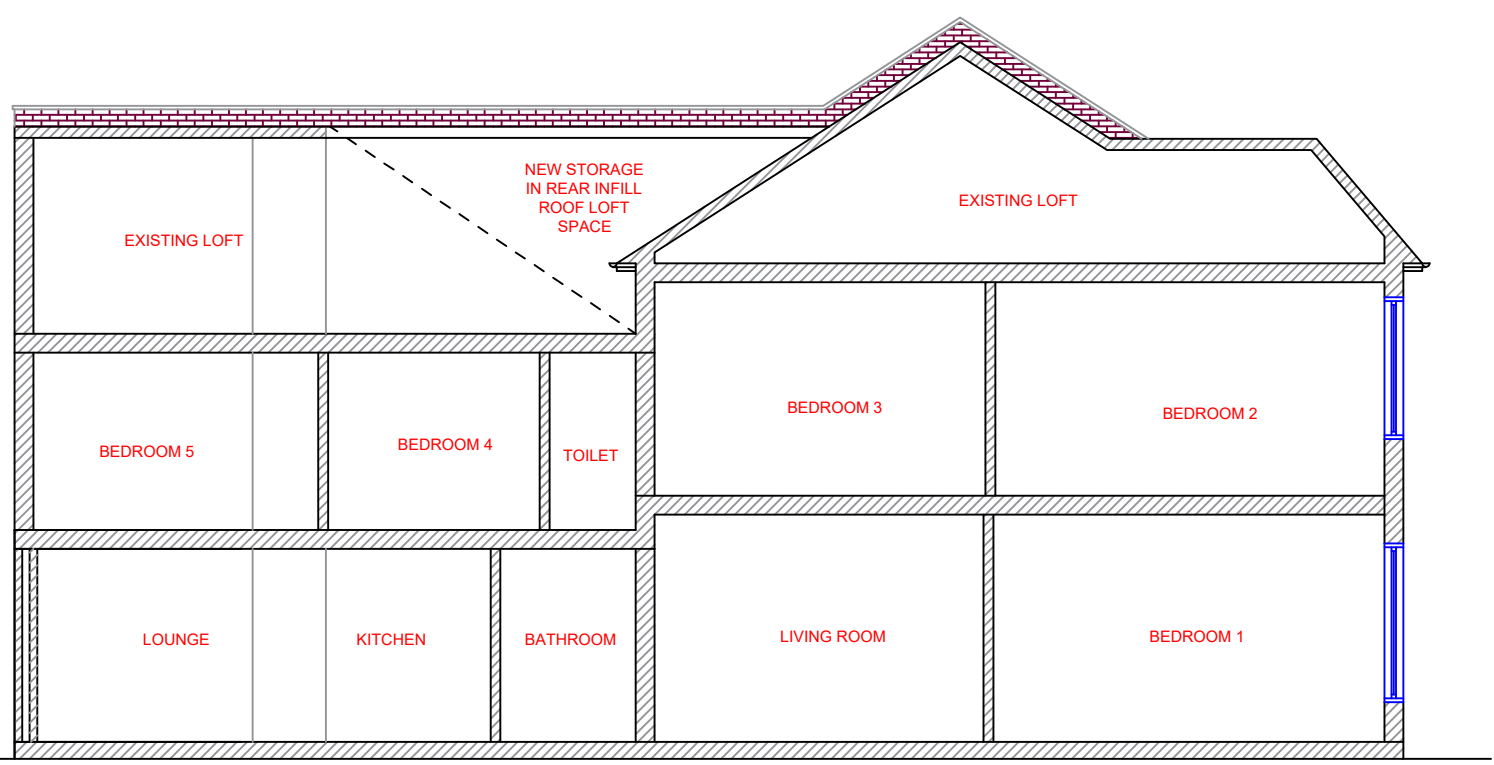 NEW STORAGE
IN REAR INFILL
ROOF LOFT
SPACE
EXISTING LOFT
EXISTING LOFT
BEDROOM 5
BEDROOM 4
TOILET
BEDROOM 3
BEDROOM 2
LOUNGE
KITCHEN
BATHROOM
LIVING ROOM
BEDROOM 1